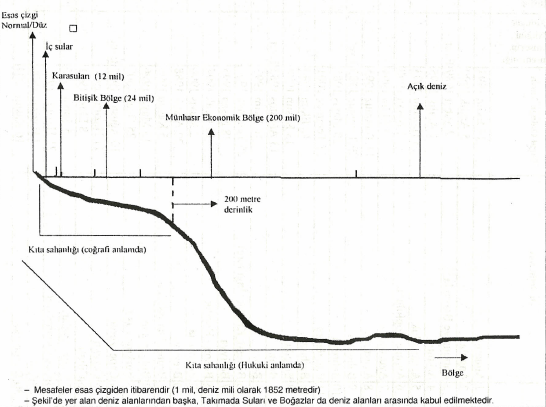 Esas çizgi
Normal/Düz
İç sular
Karasuları (12 mil)
Bitişik Bölge (24 mil)
Münhasır Ekonomik Bölge (200 mil)
Açık deniz
200 metre
derinlik
Kıta sahanlığı (coğrafi anlamda)
Kıta sahanlığı (Hukuki anlamda)
Bölge
– Mesafeler esas çizgiden itibarendir (1 mil, deniz mili olarak 1852 metredir)
– Şekil'de yer alan deniz alanlarından başka, Takımada Suları ve Boğazlar da deniz alanları arasında kabul edilmektedir.